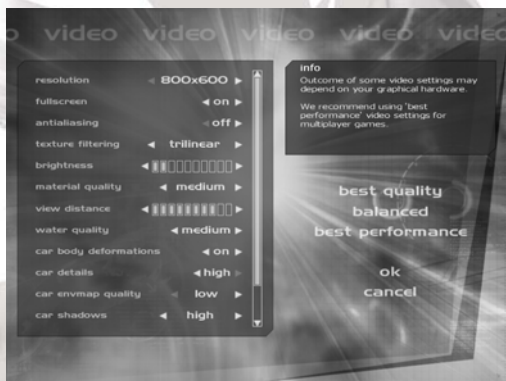 video video video video video
resolution 800x600
fullscreen on
antialiasing off
texture filtering trilinear
brightness
material quality medium
view distance
water quality medium
car body deformations on
car details high
car envmap quality low
car shadows high
info
Outcome of some video settings may
depend on your graphical hardware.
We recommend using 'best
performance' video settings for
multiplayer games.
best quality
balanced
best performance
ok
cancel